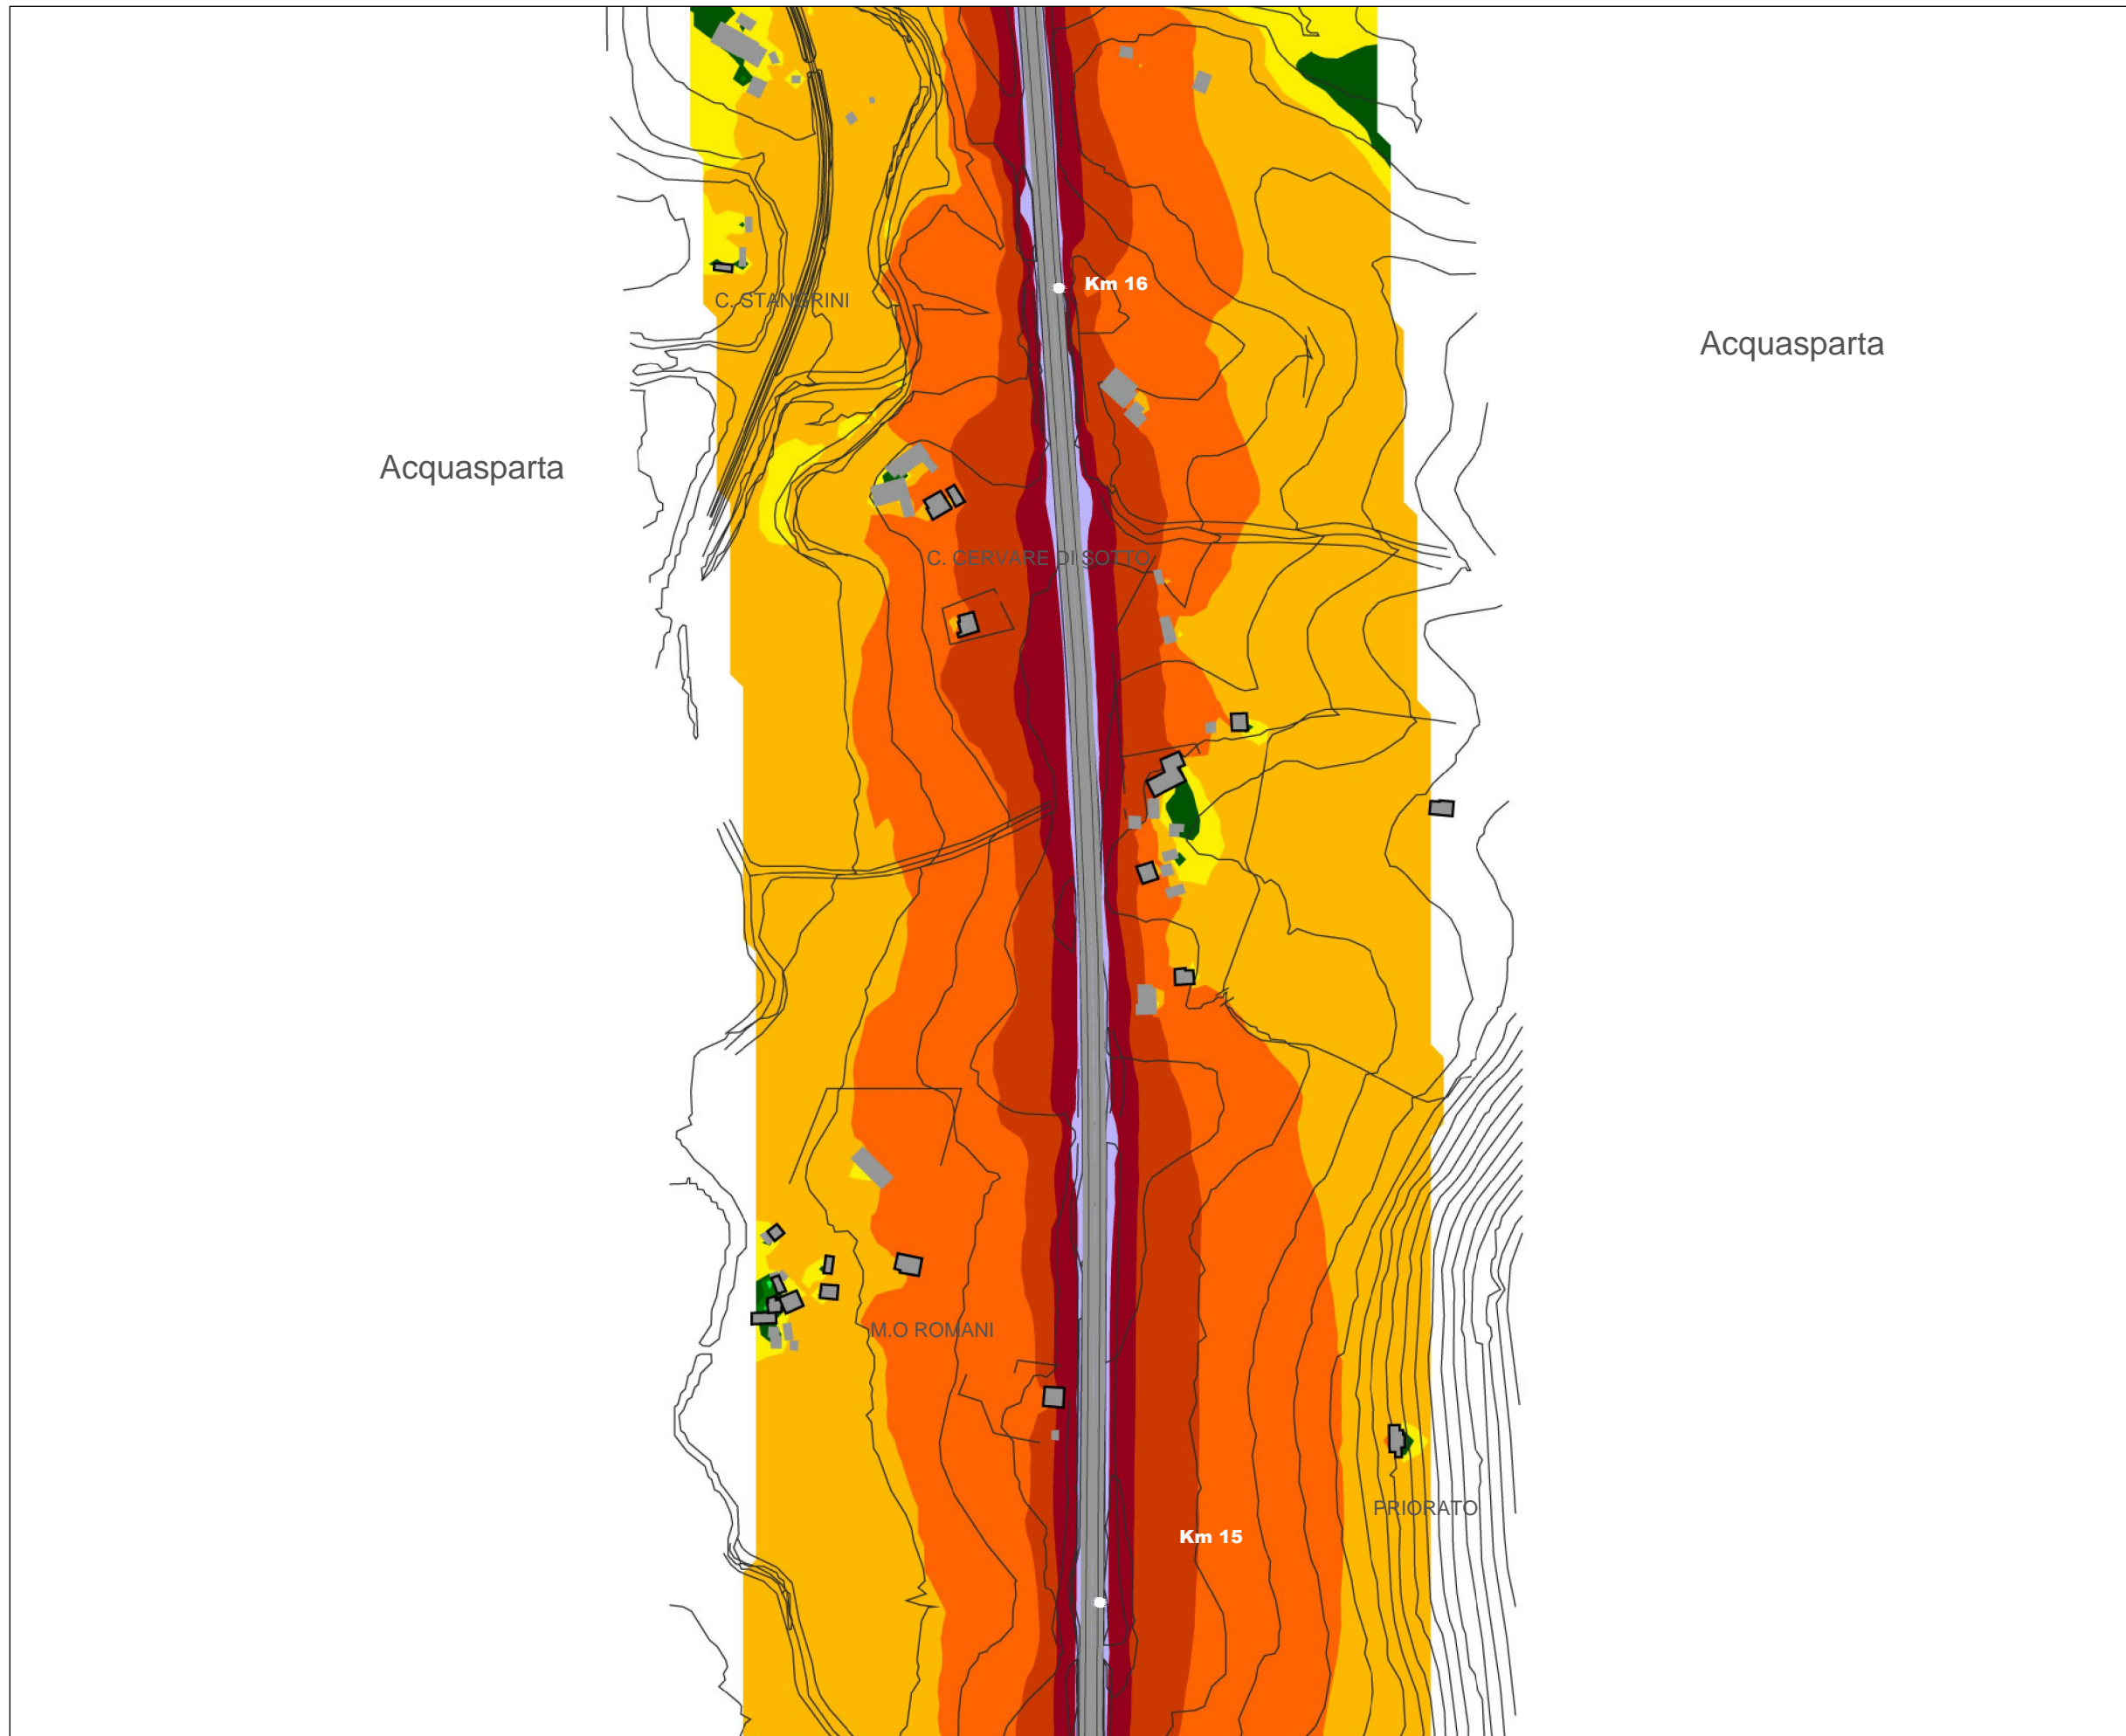 Km 16
C. STANGRINI
Acquasparta
Acquasparta
C. CERVARE DI SOTTO
M.O ROMANI
PRIORATO
Km 15